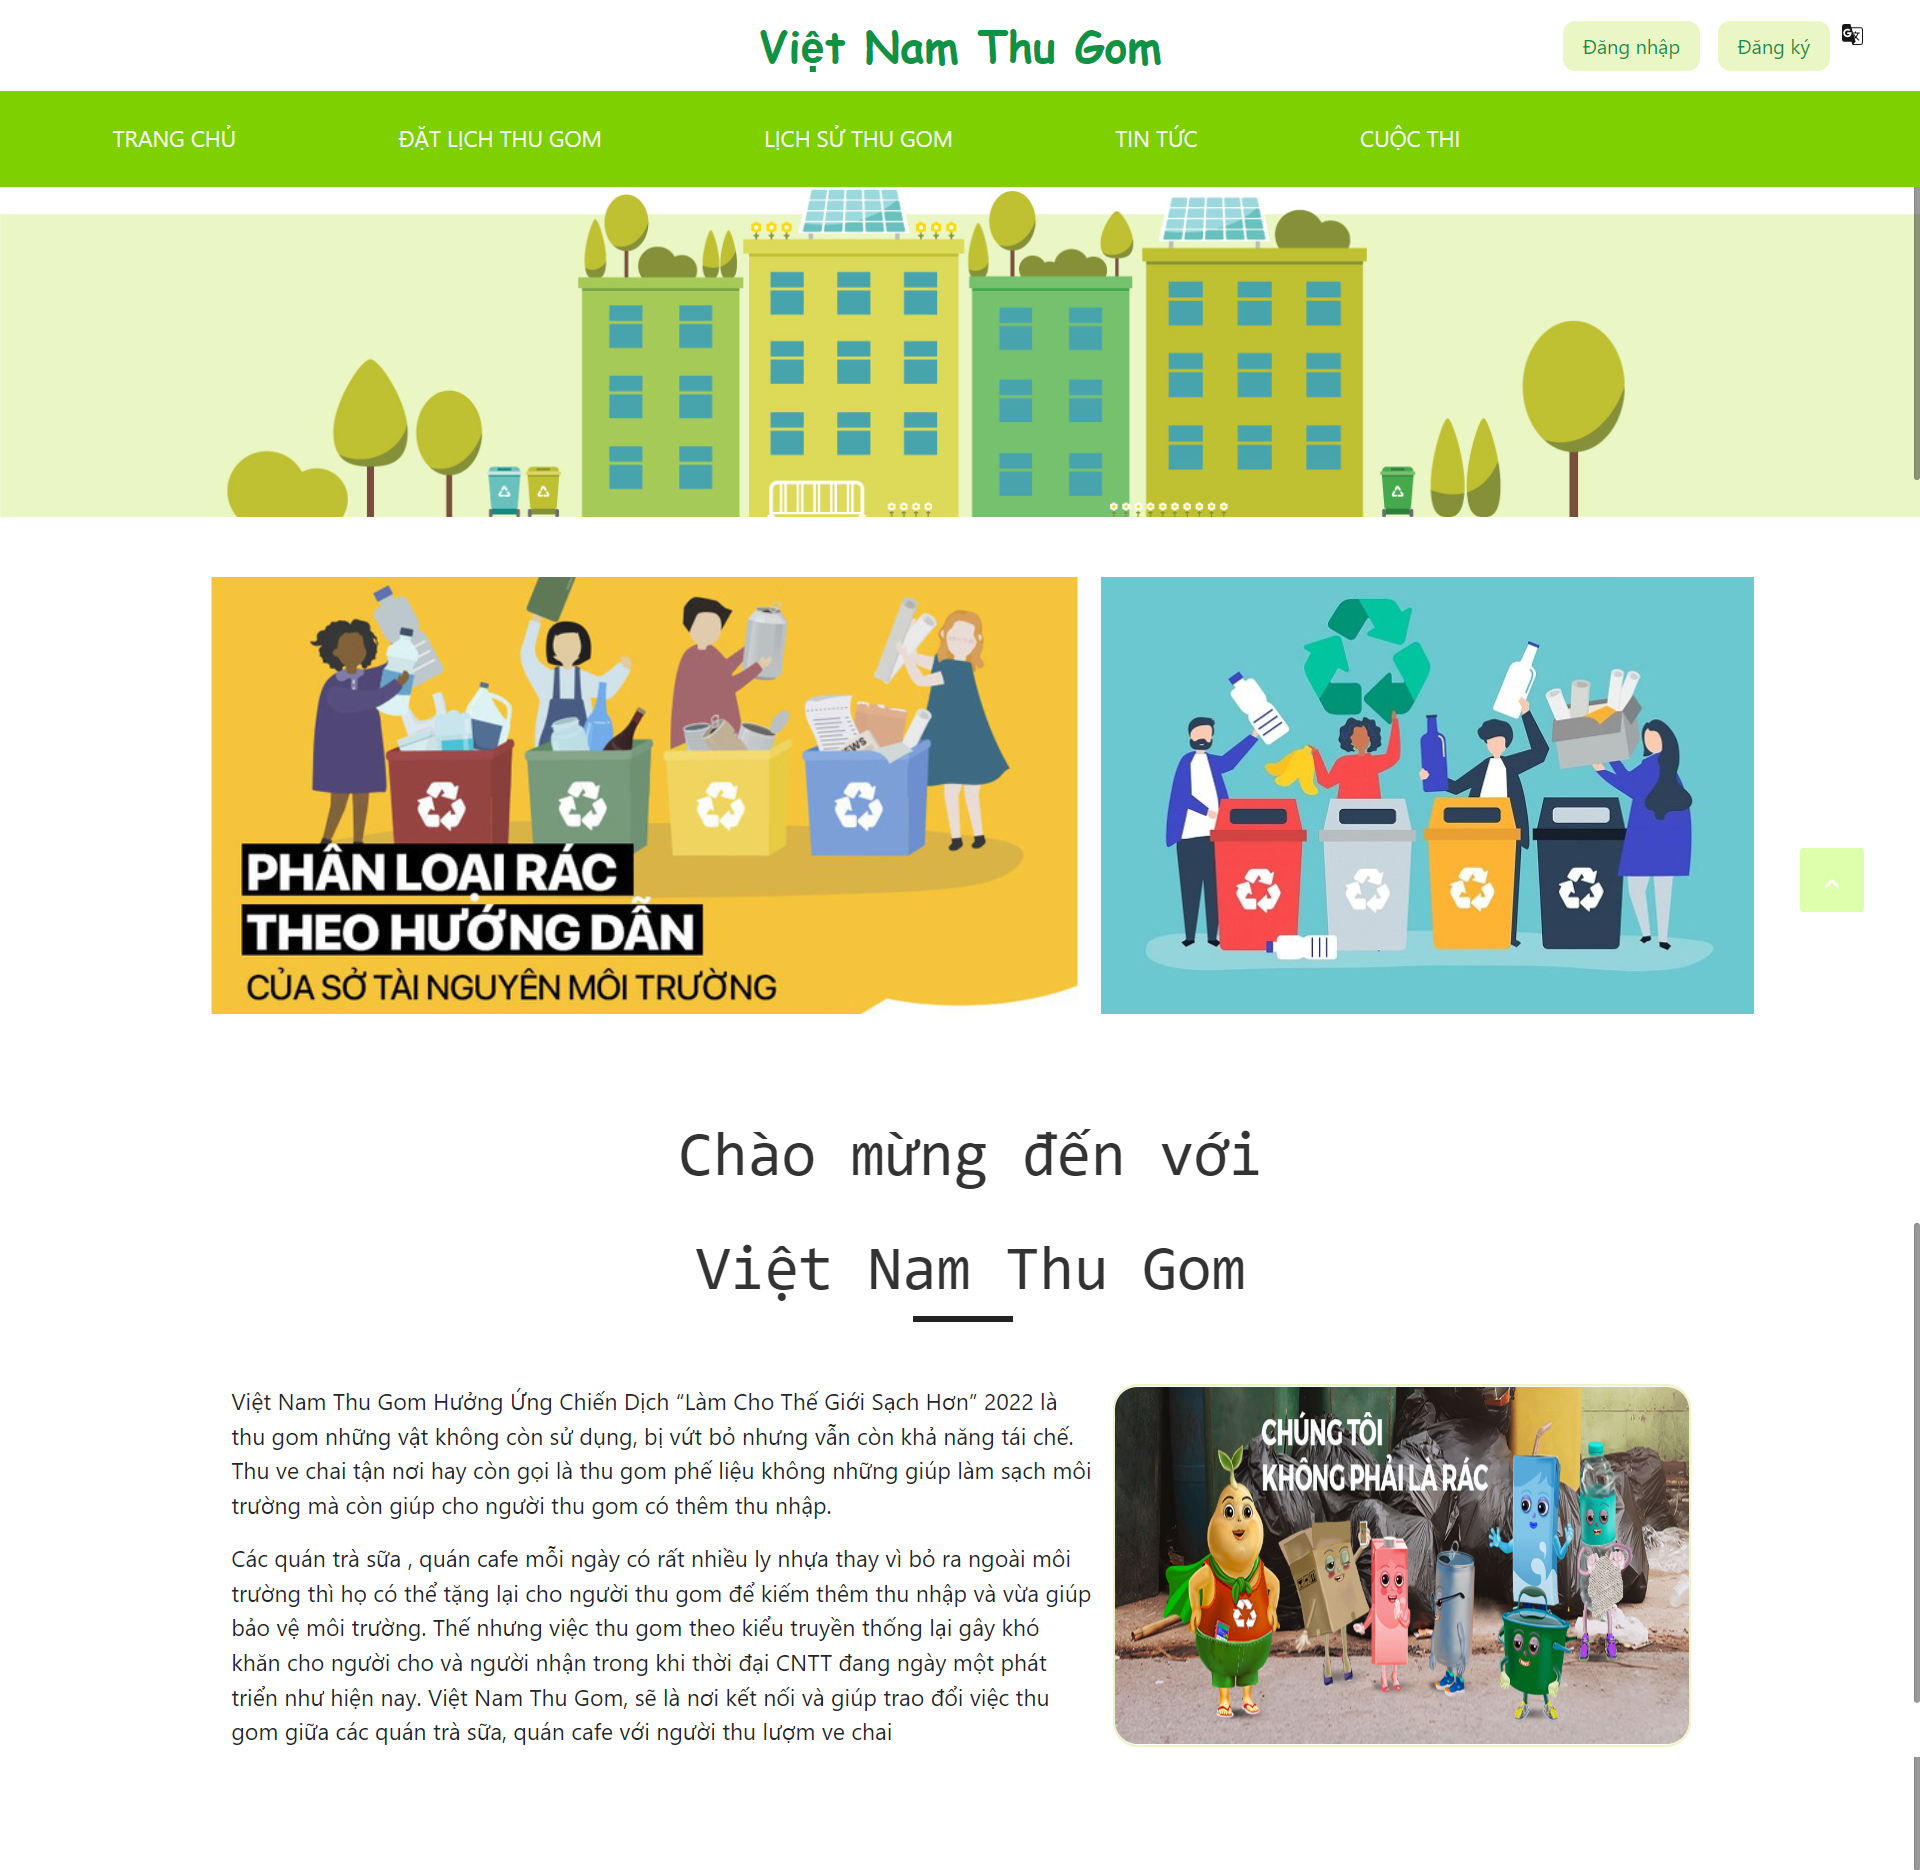 Việt Nam Thu Gom
Đăng nhập
Đăng ký
TRANG CHỦ
ĐẶT LỊCH THU GOM
LỊCH SỬ THU GOM
TIN TỨC
CUỘC THI
NEWS
PHÂN LOẠI RÁC
THEO HƯỚNG DẪN
CỦA SỞ TÀI NGUYÊN MÔI TRƯỜNG
Chào mừng đến với
Việt Nam Thu Gom
Việt Nam Thu Gom Hưởng Ứng Chiến Dịch “Làm Cho Thế Giới Sạch Hơn” 2022 là
thu gom những vật không còn sử dụng, bị vứt bỏ nhưng vẫn còn khả năng tái chế.
Thu ve chai tận nơi hay còn gọi là thu gom phế liệu không những giúp làm sạch môi
trường mà còn giúp cho người thu gom có thêm thu nhập.
Các quán trà sữa , quán cafe mỗi ngày có rất nhiều ly nhựa thay vì bỏ ra ngoài môi
trường thì họ có thể tặng lại cho người thu gom để kiếm thêm thu nhập và vừa giúp
bảo vệ môi trường. Thế nhưng việc thu gom theo kiểu truyền thống lại gây khó
khăn cho người cho và người nhận trong khi thời đại CNTT đang ngày một phát
triển như hiện nay. Việt Nam Thu Gom, sẽ là nơi kết nối và giúp trao đổi việc thu
gom giữa các quán trà sữa, quán cafe với người thu lượm ve chai
CHÚNG TÔI
KHÔNG PHẢI LÀ RÁC